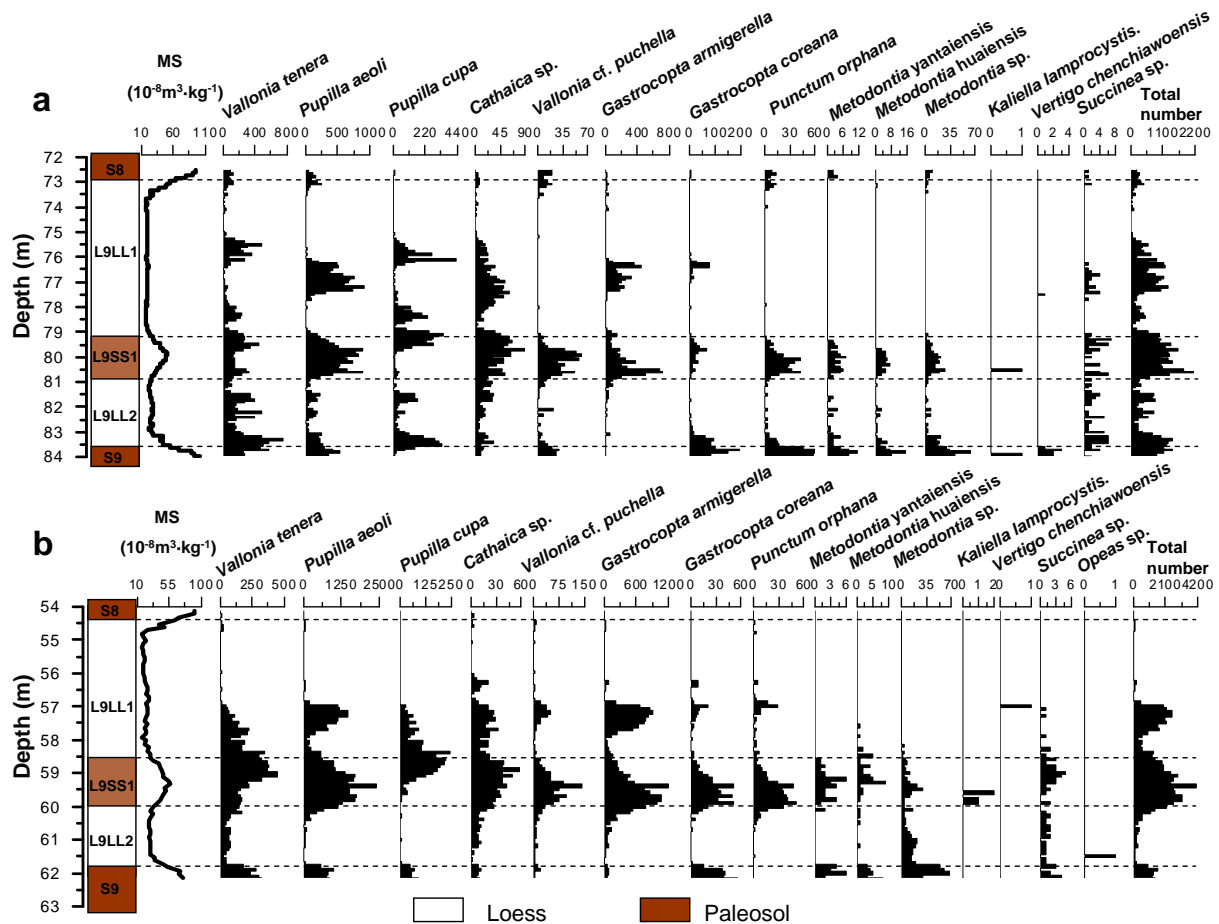 a
MS
(10⁻⁸m³·kg⁻¹)
Vallonia tenera
Pupilla aeoli
Pupilla cupa
Cathaica sp.
Vallonia cf. puchella
Gastrocopta armigerella
Gastrocopta coreana
Punctum orphana
Metodontia yantaiensis
Metodontia huaiensis
Metodontia sp.
Kaliella lamprocystis.
Vertigo chenchiawoensis
Succinea sp.
Total
number
10 60 110 0 400 800 0 500 1000 0 220 440 0 45 90 0 35 70 0 400 800 0 100 200 0 30 60 0 6 12 0 8 16 0 35 70 0 1 0 2 4 0 4 8 0 1100 2200
Depth (m)
72
73
74
75
76
77
78
79
80
81
82
83
84
S8
L9LL1
L9SS1
L9LL2
S9
b
MS
(10⁻⁸m³·kg⁻¹)
Vallonia tenera
Pupilla aeoli
Pupilla cupa
Cathaica sp.
Vallonia cf. puchella
Gastrocopta armigerella
Gastrocopta coreana
Punctum orphana
Metodontia yantaiensis
Metodontia huaiensis
Metodontia sp.
Kaliella lamprocystis.
Vertigo chenchiawoensis
Succinea sp.
Opeas sp.
Total
number
10 55 100 0 250 500 0 1250 2500 0 125 250 0 30 60 0 75 150 0 600 1200 0 30 60 0 30 60 0 3 6 0 5 10 0 35 70 0 1 2 0 1 0 3 6 0 1 0 2100 4200
Depth (m)
54
55
56
57
58
59
60
61
62
63
S8
L9LL1
L9SS1
L9LL2
S9
Loess
Paleosol